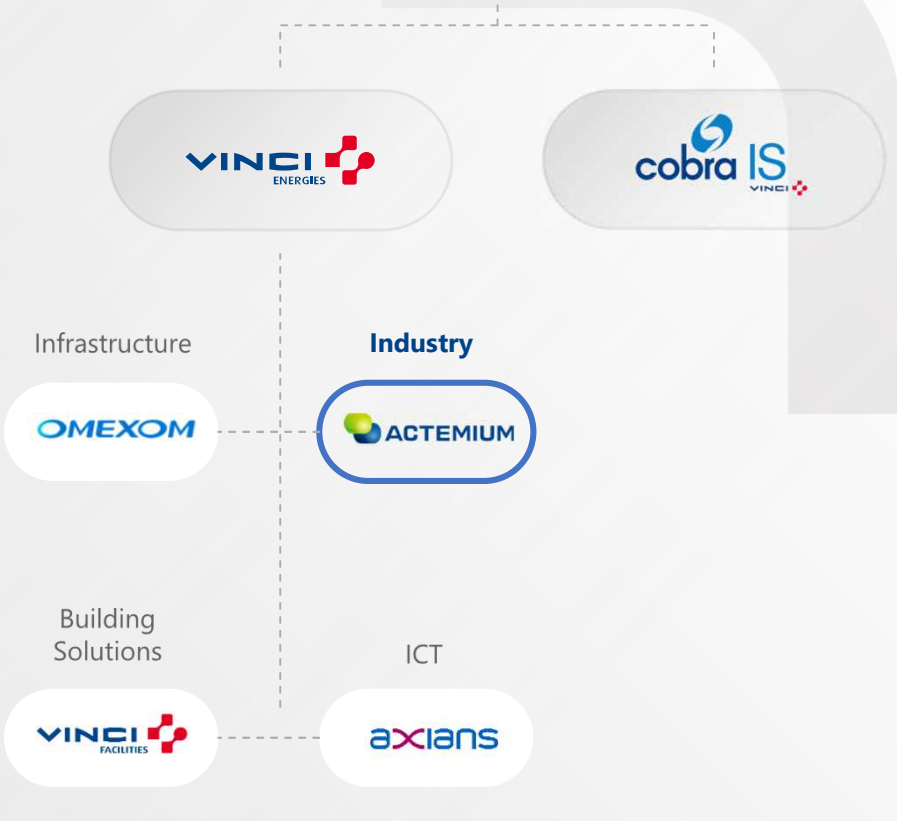 VINCI
ENERGIES
cobra IS
VINCI
Infrastructure
Industry
OMEXOM
ACTEMIUM
Building
Solutions
ICT
VINCI
FACILITIES
axians